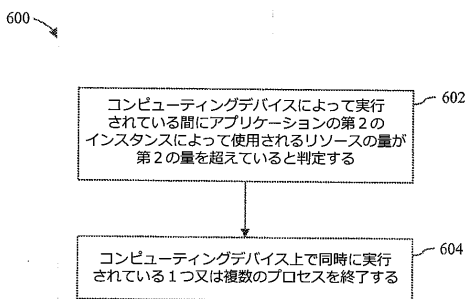 600
602
コンピューティングデバイスによって実行
されている間にアプリケーションの第2の
インスタンスによって使用されるリソースの量が
第2の量を超えていると判定する
604
コンピューティングデバイス上で同時に実行
されている1つ又は複数のプロセスを終了する